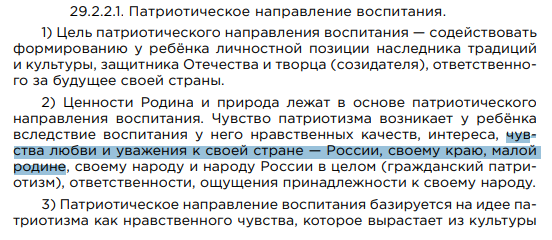 29.2.2.1. Патриотическое направление воспитания.
1) Цель патриотического направления воспитания — содействовать
формированию у ребёнка личностной позиции наследника традиций
и культуры, защитника Отечества и творца (созидателя), ответственно-
го за будущее своей страны.
2) Ценности Родина и природа лежат в основе патриотического
направления воспитания. Чувство патриотизма возникает у ребёнка
вследствие воспитания у него нравственных качеств, интереса, чув-
ства любви и уважения к своей стране — России, своему краю, малой
родине, своему народу и народу России в целом (гражданский патри-
отизм), ответственности, ощущения принадлежности к своему народу.
3) Патриотическое направление воспитания базируется на идее па-
триотизма как нравственного чувства, которое вырастает из культуры